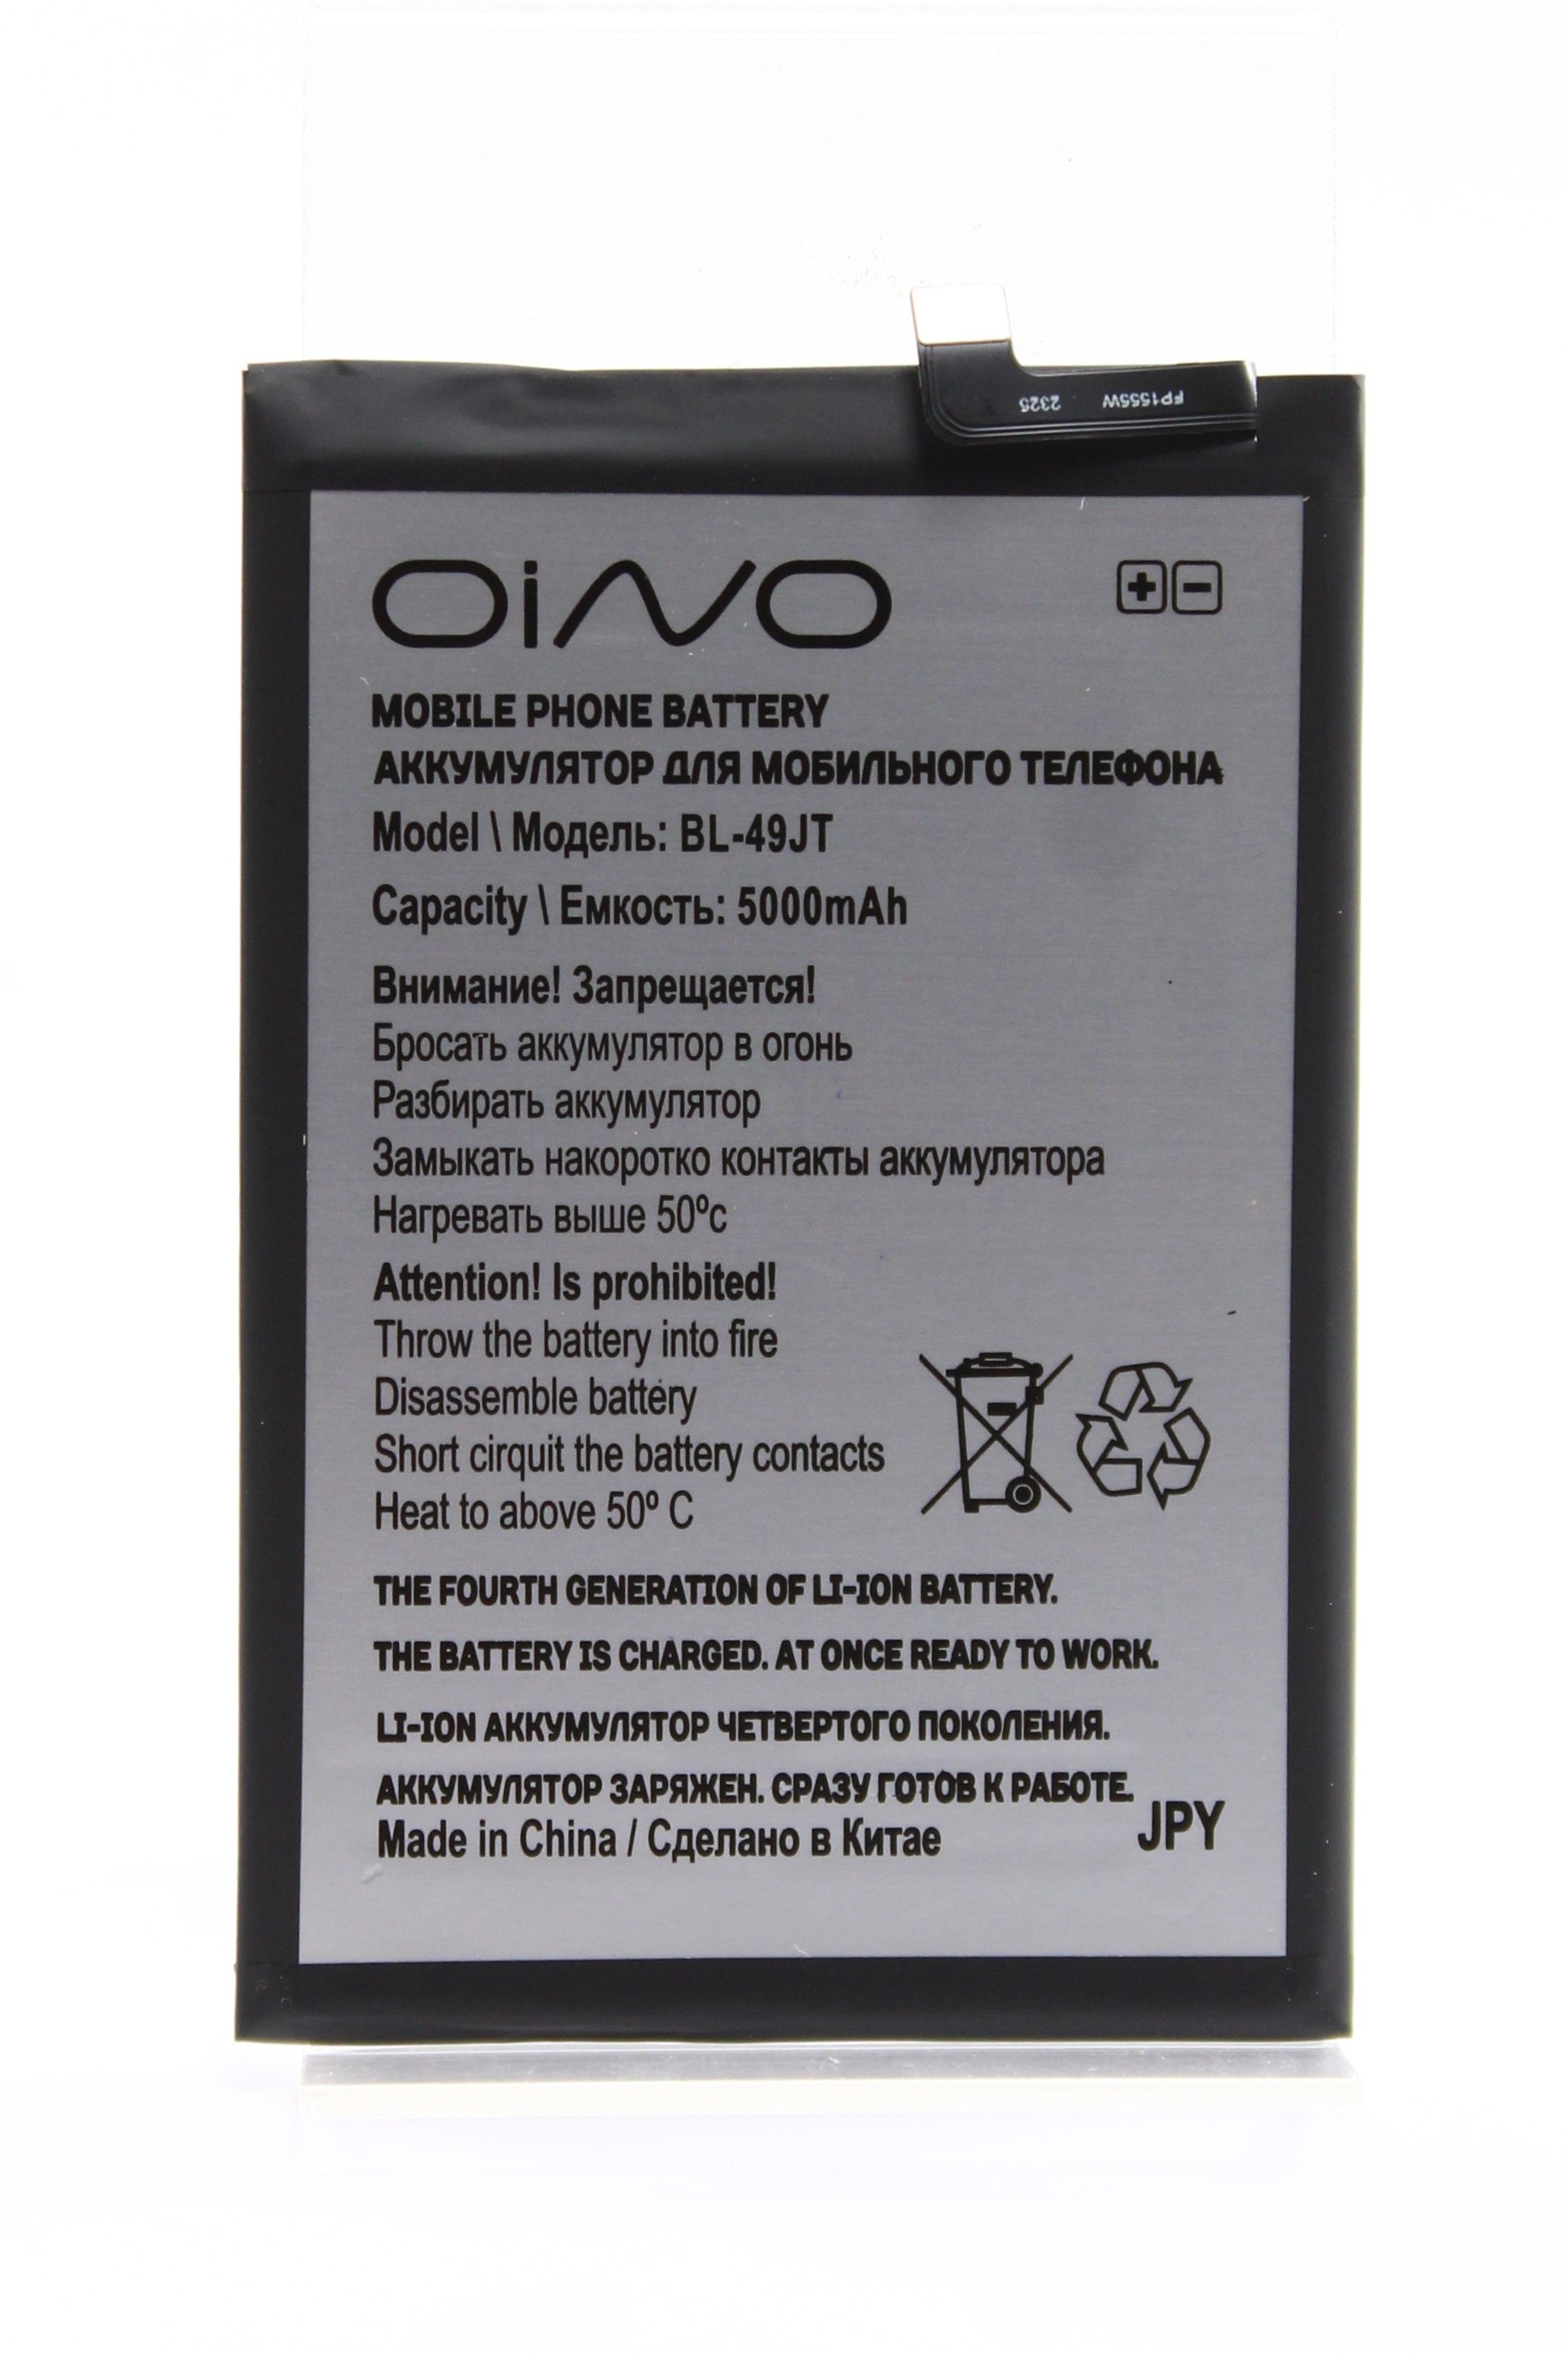 FP1555W 2326
OiNO
MOBILE PHONE BATTERY
АККУМУЛЯТОР ДЛЯ МОБИЛЬНОГО ТЕЛЕФОНА
Model \ Модель: BL-49JT
Capacity \ Емкость: 5000mAh
Внимание! Запрещается!
Бросать аккумулятор в огонь
Разбирать аккумулятор
Замыкать накоротко контакты аккумулятора
Нагревать выше 50ºс
Attention! Is prohibited!
Throw the battery into fire
Disassemble battery
Short cirquit the battery contacts
Heat to above 50º C
THE FOURTH GENERATION OF LI-ION BATTERY.
THE BATTERY IS CHARGED. AT ONCE READY TO WORK.
LI-ION АККУМУЛЯТОР ЧЕТВЕРТОГО ПОКОЛЕНИЯ.
АККУМУЛЯТОР ЗАРЯЖЕН. СРАЗУ ГОТОВ К РАБОТЕ.
Made in China / Сделано в Китае
JPY